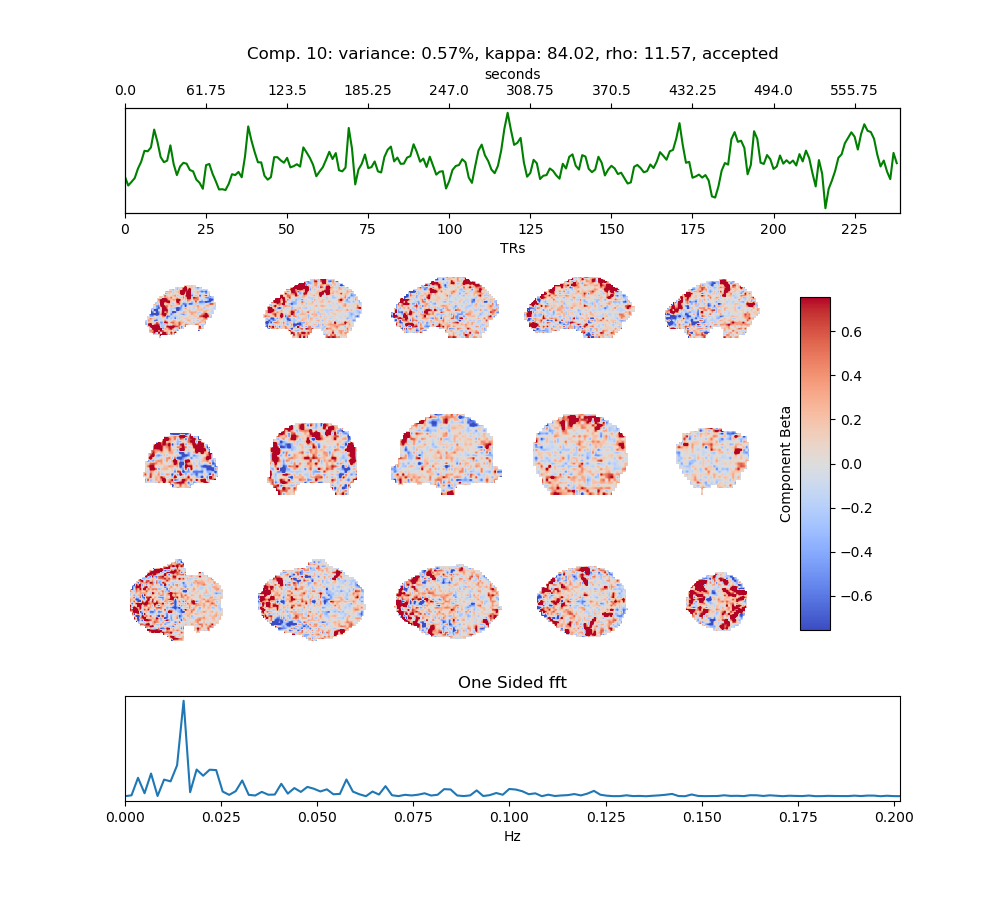 Comp. 10: variance: 0.57%, kappa: 84.02, rho: 11.57, accepted
seconds
0.0 61.75 123.5 185.25 247.0 308.75 370.5 432.25 494.0 555.75
0 25 50 75 100 125 150 175 200 225
TRs
Component Beta
0.6
0.4
0.2
0.0
−0.2
−0.4
−0.6
One Sided fft
0.000 0.025 0.050 0.075 0.100 0.125 0.150 0.175 0.200
Hz